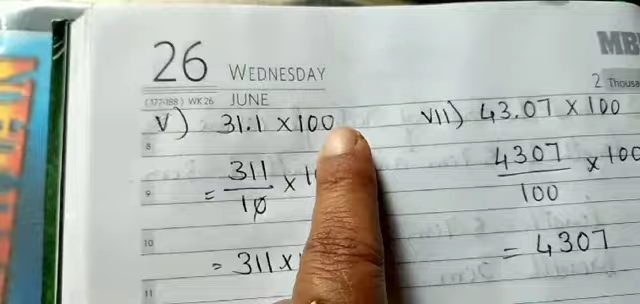 26 WEDNESDAY
(177-188) WK 26 JUNE
2 Thousa
V) 31.1 × 100
= 311/10 × 1
= 311 ×
VII) 43.07 × 100
4307/100 × 100
= 4307
8
9
10
11